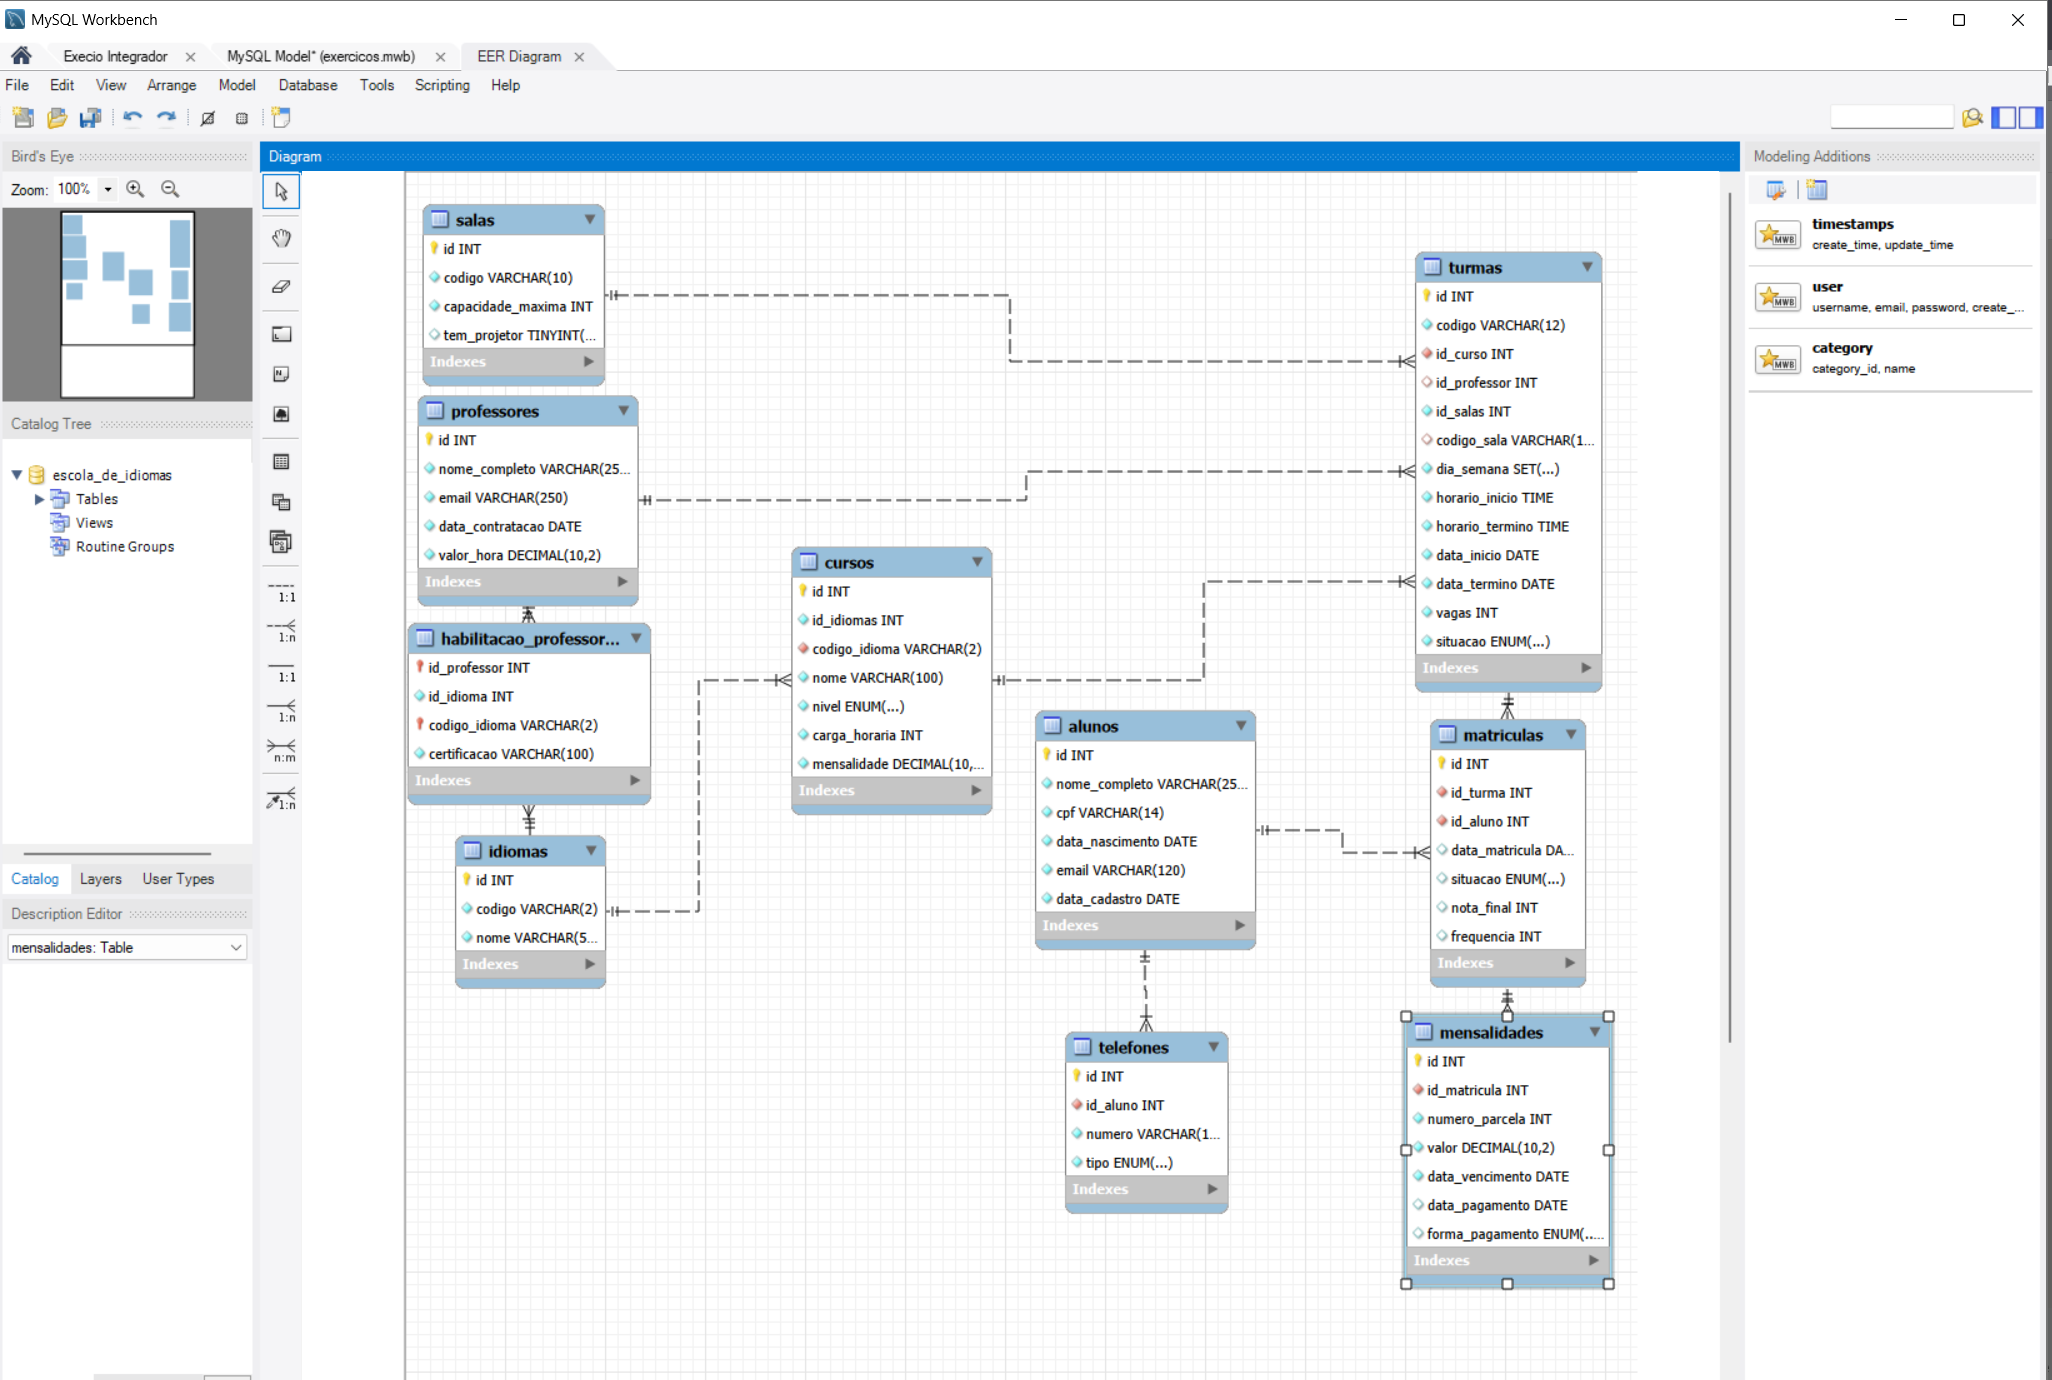 MySQL Workbench
Execio Integrador
MySQL Model* (exercicos.mwb)
EER Diagram
File Edit View Arrange Model Database Tools Scripting Help
Bird's Eye
Zoom: 100%
Catalog Tree
escola_de_idiomas
Tables
Views
Routine Groups
Catalog Layers User Types
Description Editor
mensalidades: Table
Diagram
1:1
1:n
1:1
1:n
n:m
1:n
salas
id INT
codigo VARCHAR(10)
capacidade_maxima INT
tem_projetor TINYINT(...
Indexes
professores
id INT
nome_completo VARCHAR(25...
email VARCHAR(250)
data_contratacao DATE
valor_hora DECIMAL(10,2)
Indexes
habilitacao_professor...
id_professor INT
id_idioma INT
codigo_idioma VARCHAR(2)
certificacao VARCHAR(100)
Indexes
idiomas
id INT
codigo VARCHAR(2)
nome VARCHAR(5...
Indexes
cursos
id INT
id_idiomas INT
codigo_idioma VARCHAR(2)
nome VARCHAR(100)
nivel ENUM(...)
carga_horaria INT
mensalidade DECIMAL(10,...
Indexes
alunos
id INT
nome_completo VARCHAR(25...
cpf VARCHAR(14)
data_nascimento DATE
email VARCHAR(120)
data_cadastro DATE
Indexes
telefones
id INT
id_aluno INT
numero VARCHAR(1...
tipo ENUM(...)
Indexes
turmas
id INT
codigo VARCHAR(12)
id_curso INT
id_professor INT
id_salas INT
codigo_sala VARCHAR(1...
dia_semana SET(...)
horario_inicio TIME
horario_termino TIME
data_inicio DATE
data_termino DATE
vagas INT
situacao ENUM(...)
Indexes
matriculas
id INT
id_turma INT
id_aluno INT
data_matricula DA...
situacao ENUM(...)
nota_final INT
frequencia INT
Indexes
mensalidades
id INT
id_matricula INT
numero_parcela INT
valor DECIMAL(10,2)
data_vencimento DATE
data_pagamento DATE
forma_pagamento ENUM(.....
Indexes
Modeling Additions
MWB
timestamps
create_time, update_time
MWB
user
username, email, password, create_...
MWB
category
category_id, name